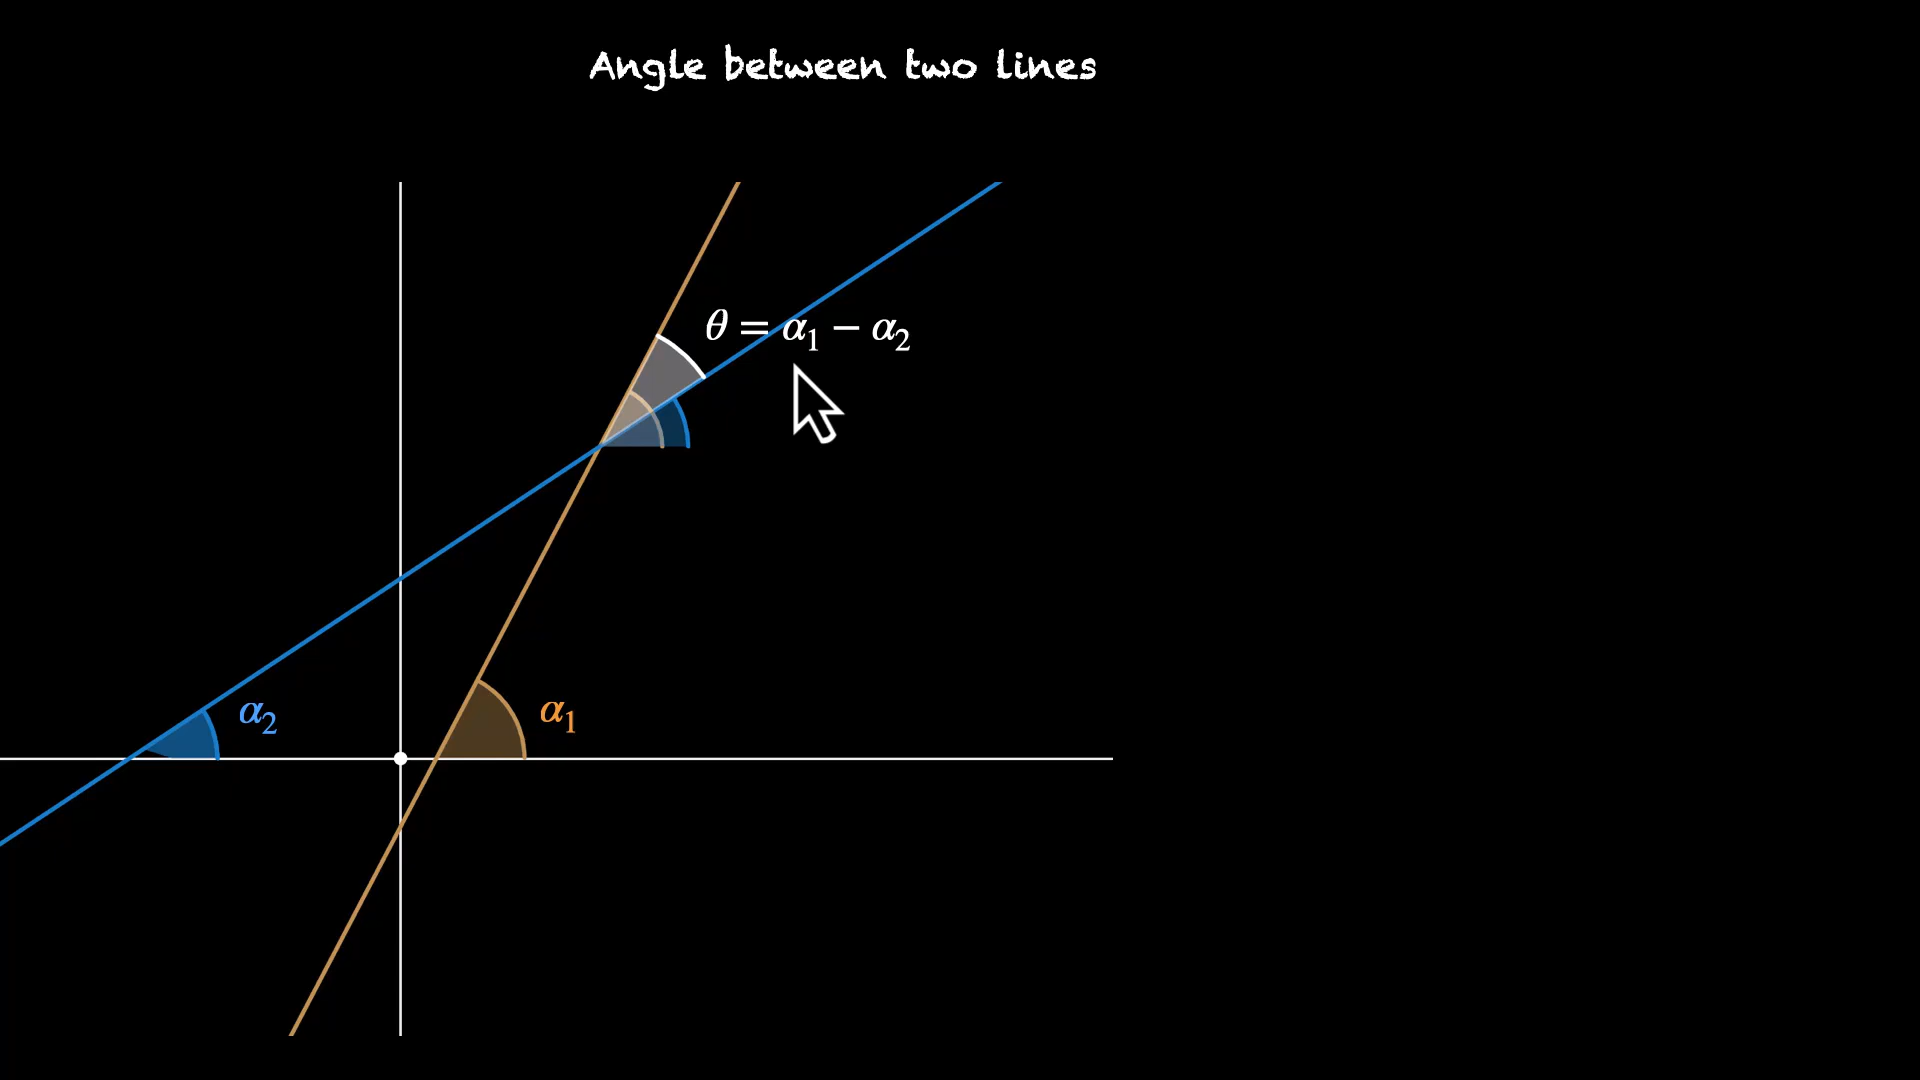 Angle between two lines
θ = α₁ − α₂
α₂
α₁